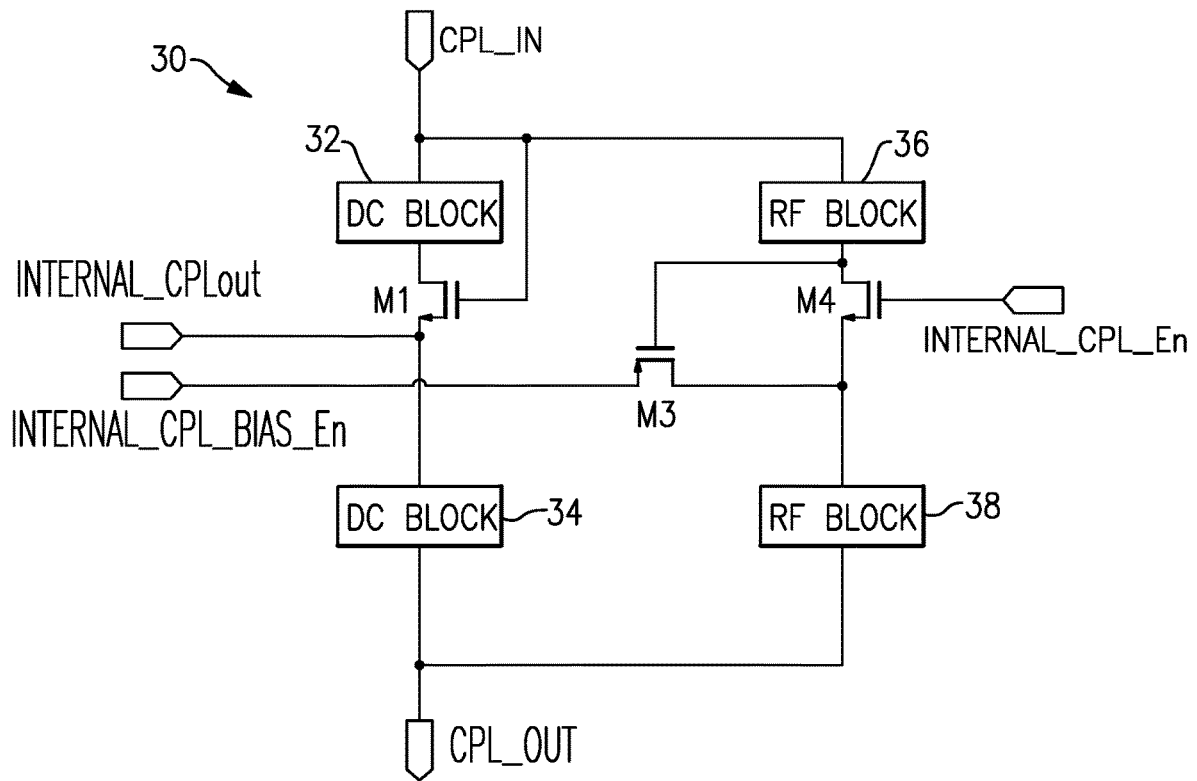 CPL_IN
30
32
36
DC BLOCK
RF BLOCK
INTERNAL_CPLout
M1
M4
INTERNAL_CPL_En
INTERNAL_CPL_BIAS_En
M3
DC BLOCK
34
RF BLOCK
38
CPL_OUT